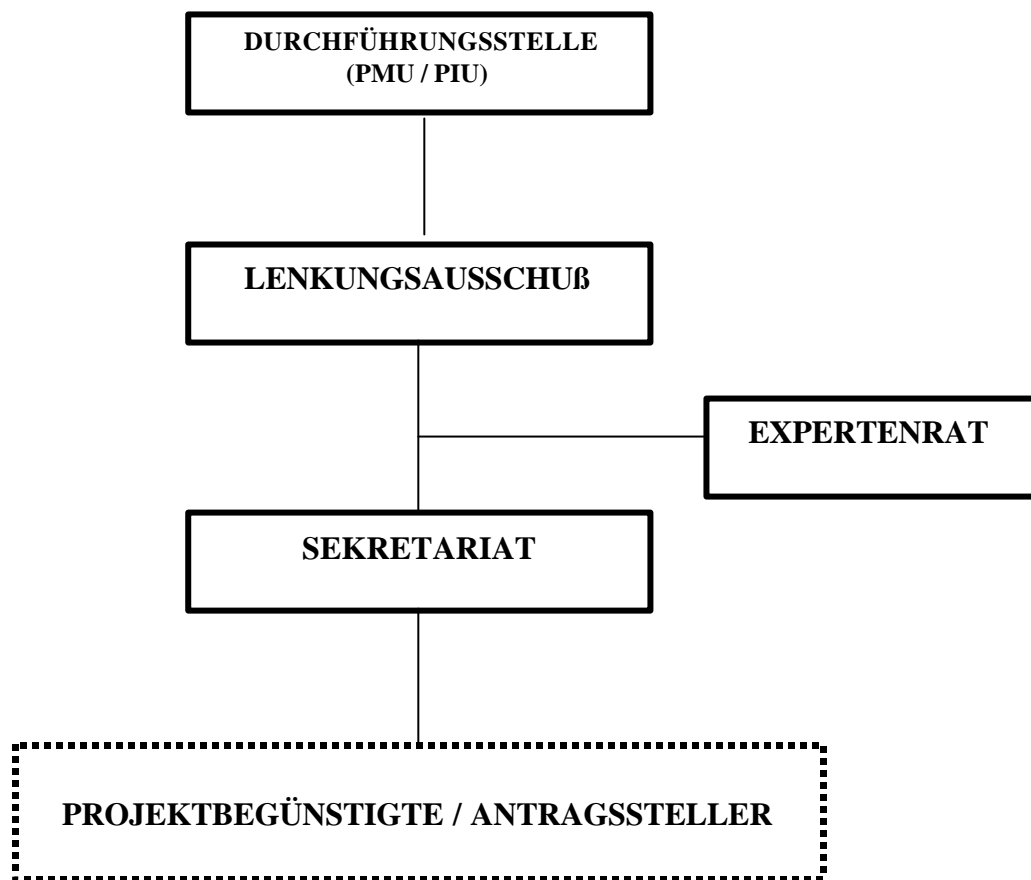 DURCHFÜHRUNGSSTELLE
(PMU / PIU)
LENKUNGSAUSSCHUß
EXPERTENRAT
SEKRETARIAT
PROJEKTBEGÜNSTIGTE / ANTRAGSSTELLER